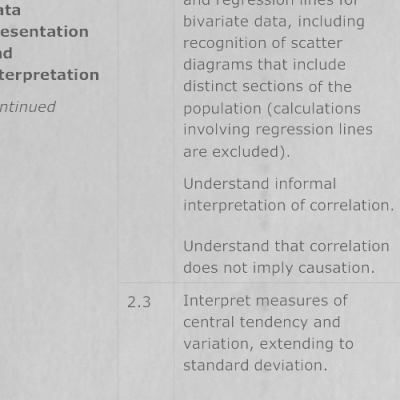 ata
esentation
nd
terpretation
ntinued
and regression lines for
bivariate data, including
recognition of scatter
diagrams that include
distinct sections of the
population (calculations
involving regression lines
are excluded).
Understand informal
interpretation of correlation.
Understand that correlation
does not imply causation.
2.3
Interpret measures of
central tendency and
variation, extending to
standard deviation.